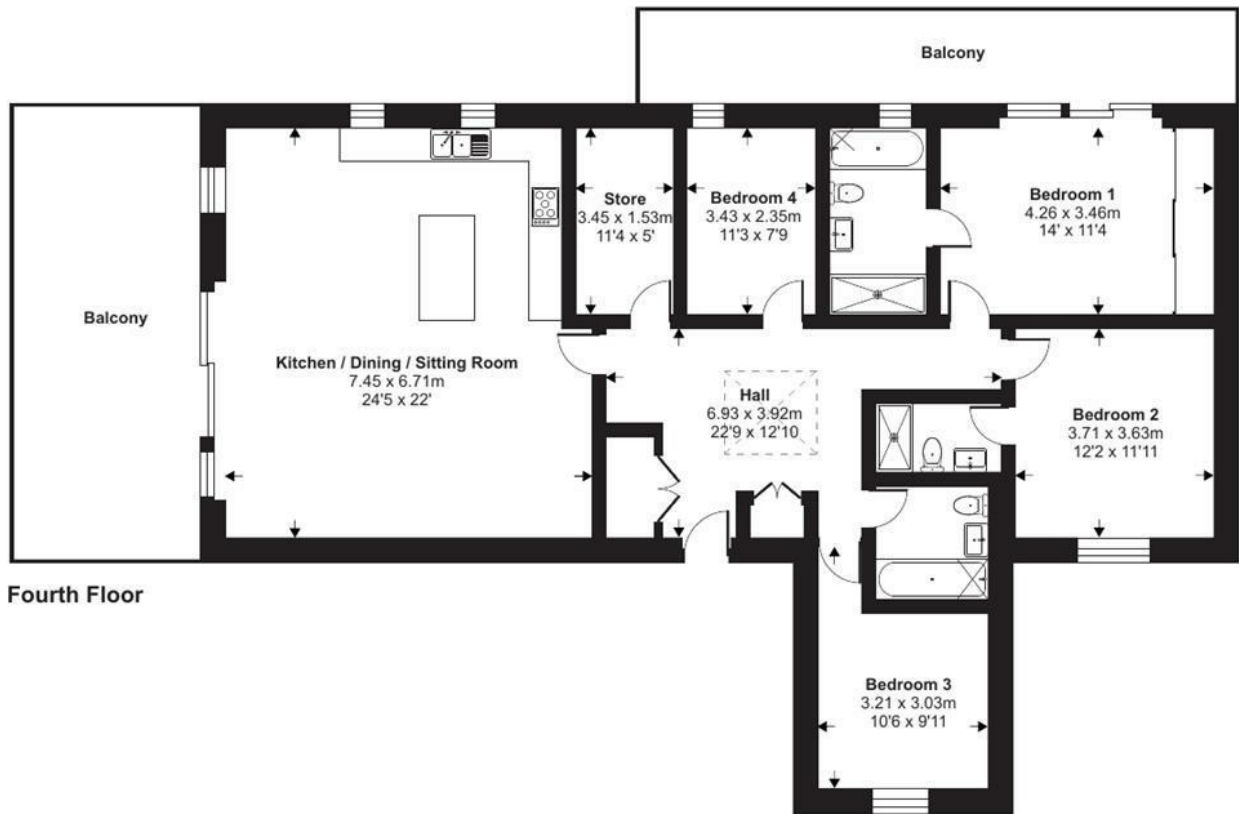 Balcony
Balcony
Store
3.45 x 1.53m
11'4 x 5'
Bedroom 4
3.43 x 2.35m
11'3 x 7'9
Bedroom 1
4.26 x 3.46m
14' x 11'4
Kitchen / Dining / Sitting Room
7.45 x 6.71m
24'5 x 22'
Hall
6.93 x 3.92m
22'9 x 12'10
Bedroom 2
3.71 x 3.63m
12'2 x 11'11
Fourth Floor
Bedroom 3
3.21 x 3.03m
10'6 x 9'11